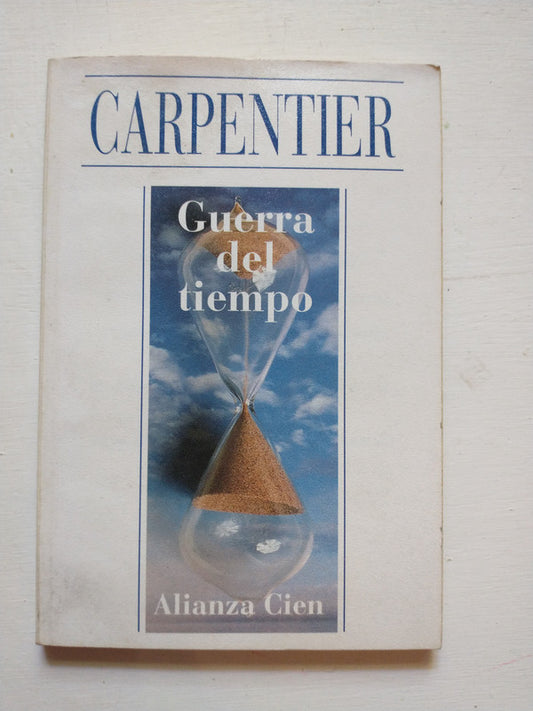 CARPENTIER
Guerra
del
tiempo
Alianza Cien